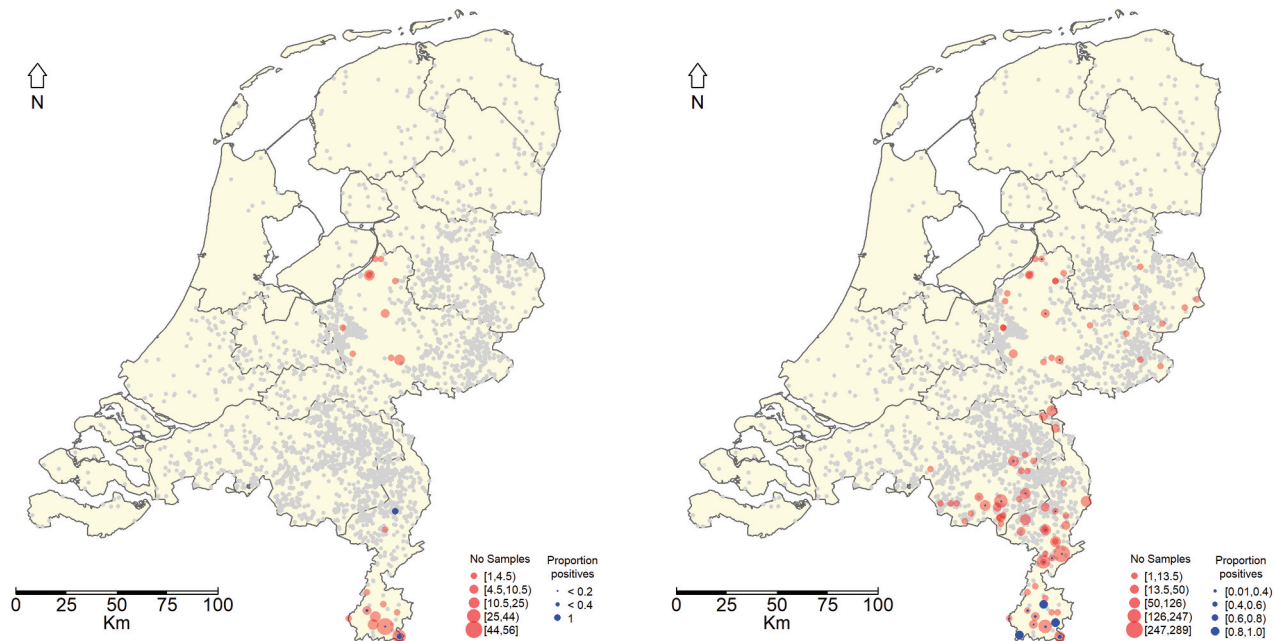 N
0 25 50 75 100
Km
No Samples
[1,4.5)
[4.5,10.5)
[10.5,25)
[25,44)
[44,56]
Proportion
positives
< 0.2
< 0.4
1
N
0 25 50 75 100
Km
No Samples
[1,13.5)
[13.5,50)
[50,126)
[126,247)
[247,289]
Proportion
positives
[0.01,0.4)
[0.4,0.6)
[0.6,0.8)
[0.8,1.0]